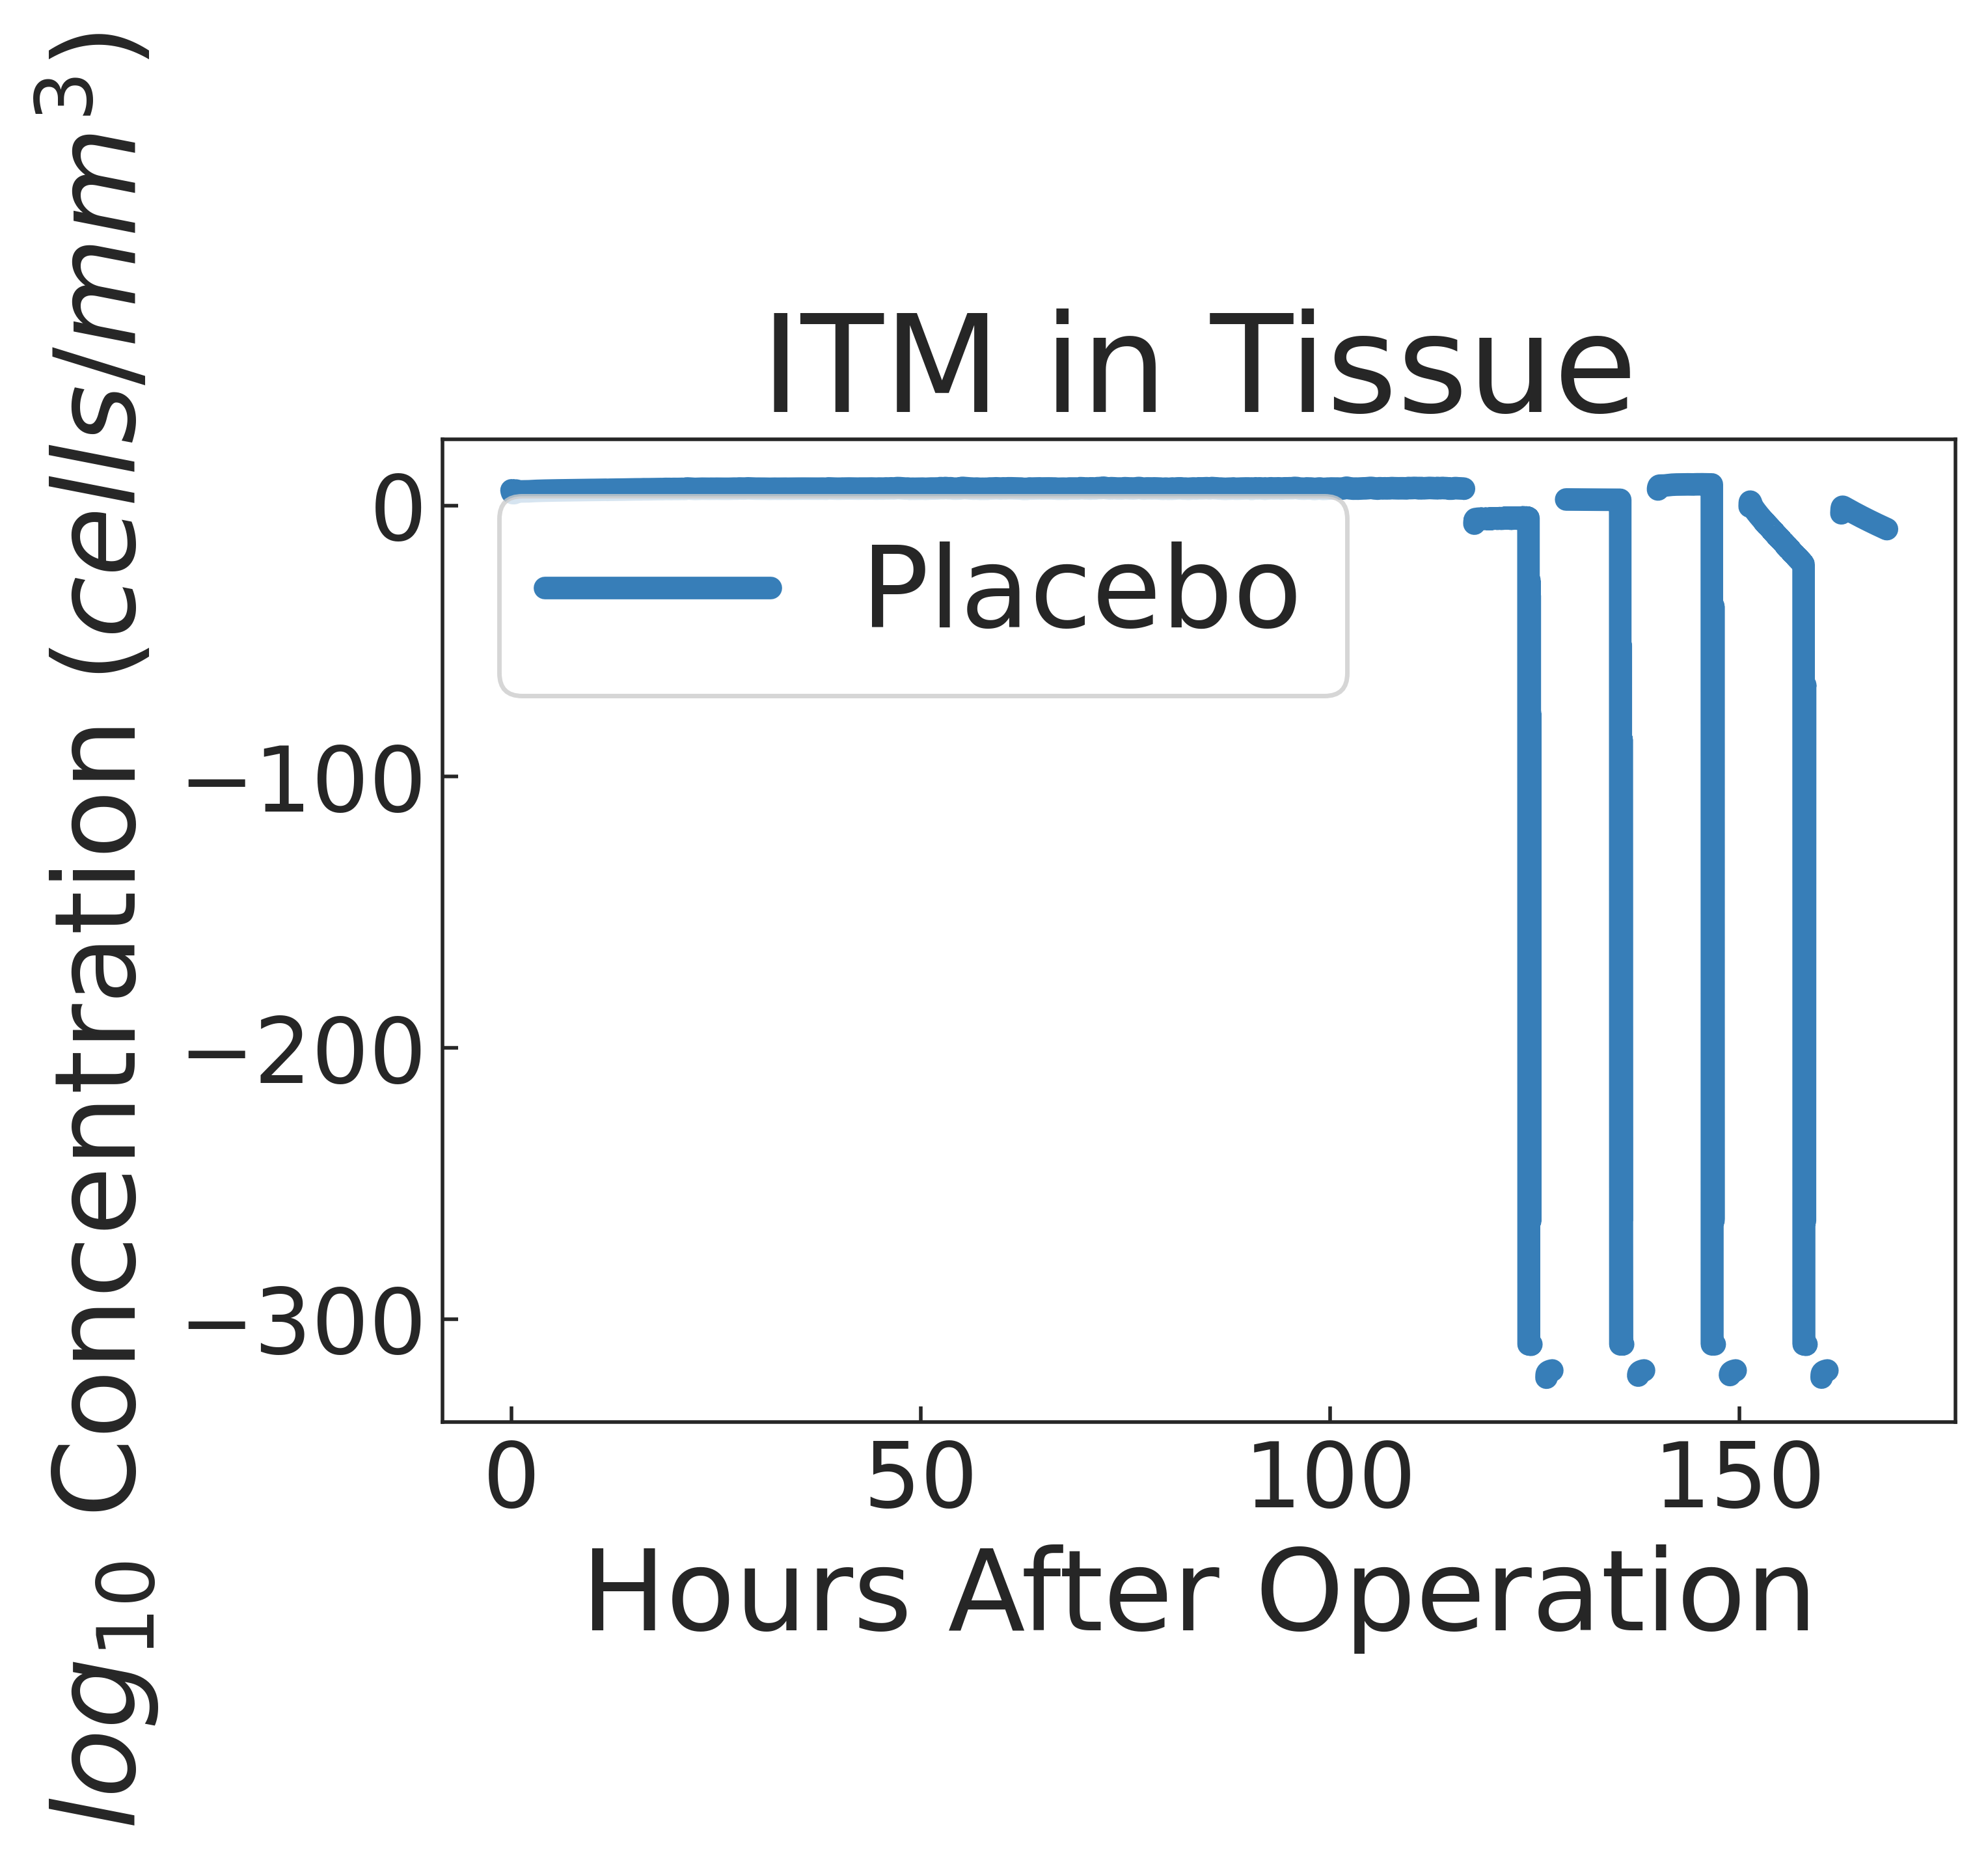 ITM in Tissue
log10 Concentration (cells/mm3)
0
−100
−200
−300
Placebo
0 50 100 150
Hours After Operation